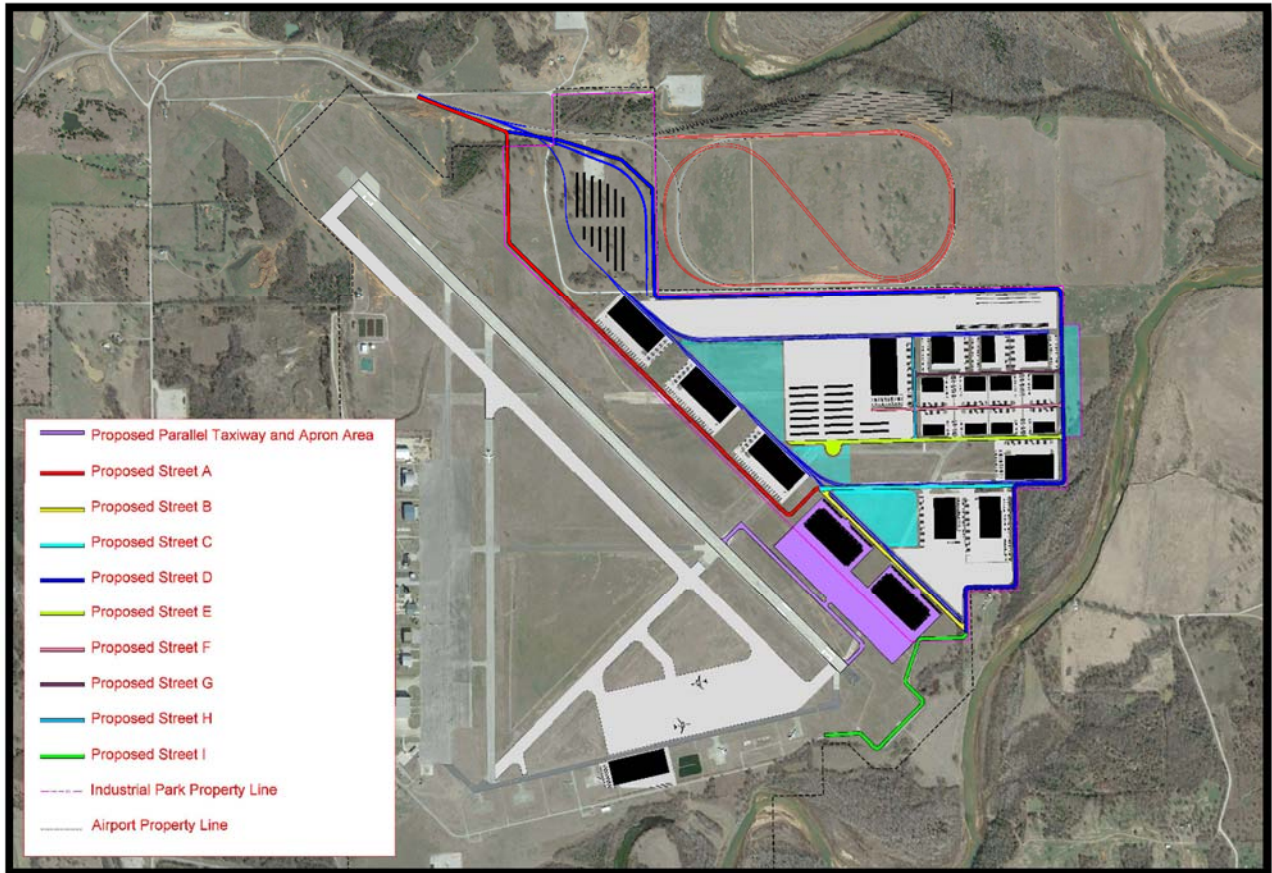 Proposed Parallel Taxiway and Apron Area
Proposed Street A
Proposed Street B
Proposed Street C
Proposed Street D
Proposed Street E
Proposed Street F
Proposed Street G
Proposed Street H
Proposed Street I
Industrial Park Property Line
Airport Property Line